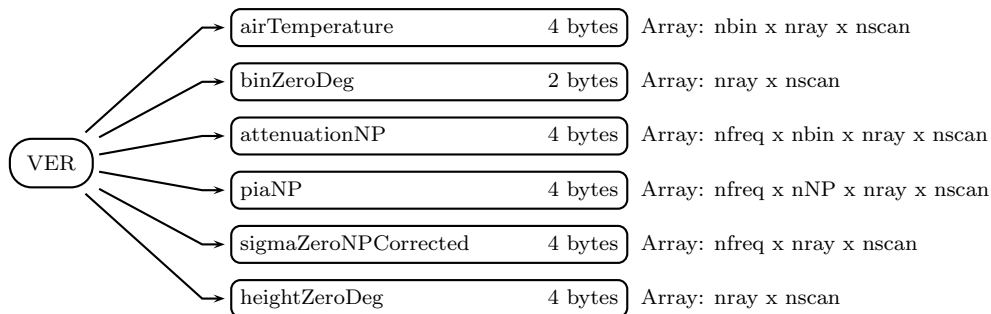 airTemperature 4 bytes Array: nbin x nray x nscan
binZeroDeg 2 bytes Array: nray x nscan
attenuationNP 4 bytes Array: nfreq x nbin x nray x nscan
VER
piaNP 4 bytes Array: nfreq x nNP x nray x nscan
sigmaZeroNPCorrected 4 bytes Array: nfreq x nray x nscan
heightZeroDeg 4 bytes Array: nray x nscan